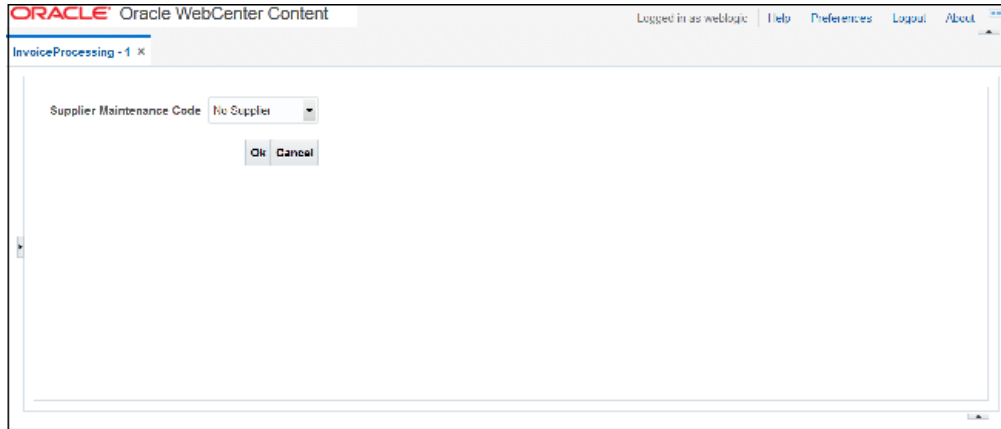 ORACLE® Oracle WebCenter Content
Logged in as weblogic Help Preferences Logout About
InvoiceProcessing - 1 ×
Supplier Maintenance Code No Supplier
Ok Cancel